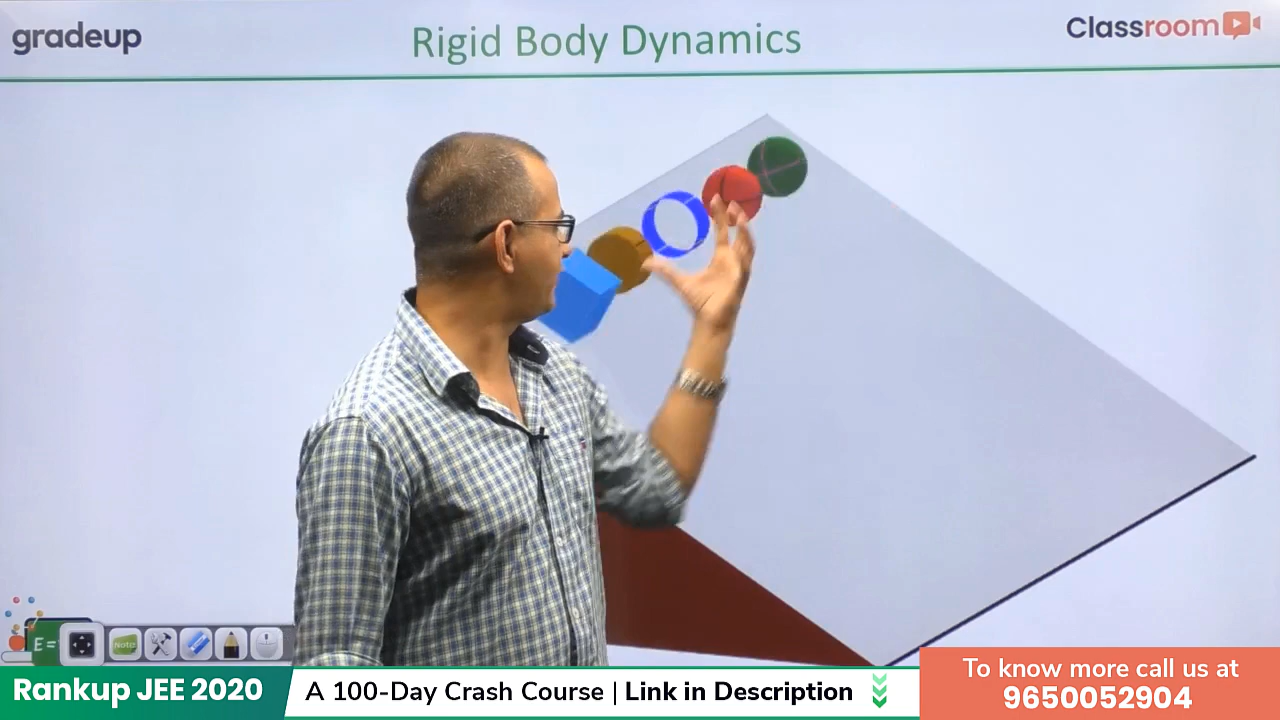 gradeup
Rigid Body Dynamics
Classroom
E=
Note
Rankup JEE 2020
A 100-Day Crash Course | Link in Description
To know more call us at
9650052904